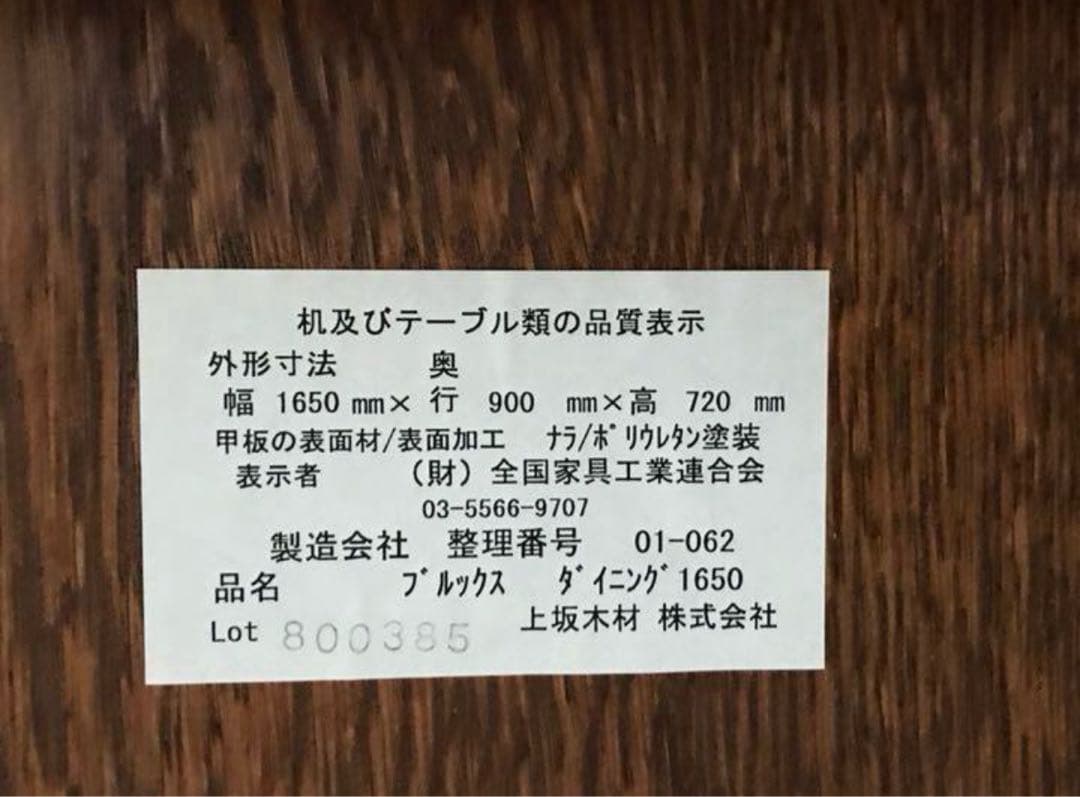 机及びテーブル類の品質表示
外形寸法 奥
幅 1650 mm× 行 900 mm×高 720 mm
甲板の表面材/表面加工 ﾅﾗ/ﾎﾟﾘｳﾚﾀﾝ塗装
表示者 （財）全国家具工業連合会
03-5566-9707
製造会社 整理番号 01-062
品名 ﾌﾞﾙｯｸｽ ﾀﾞｲﾆﾝｸﾞ1650
Lot 800385 上坂木材 株式会社